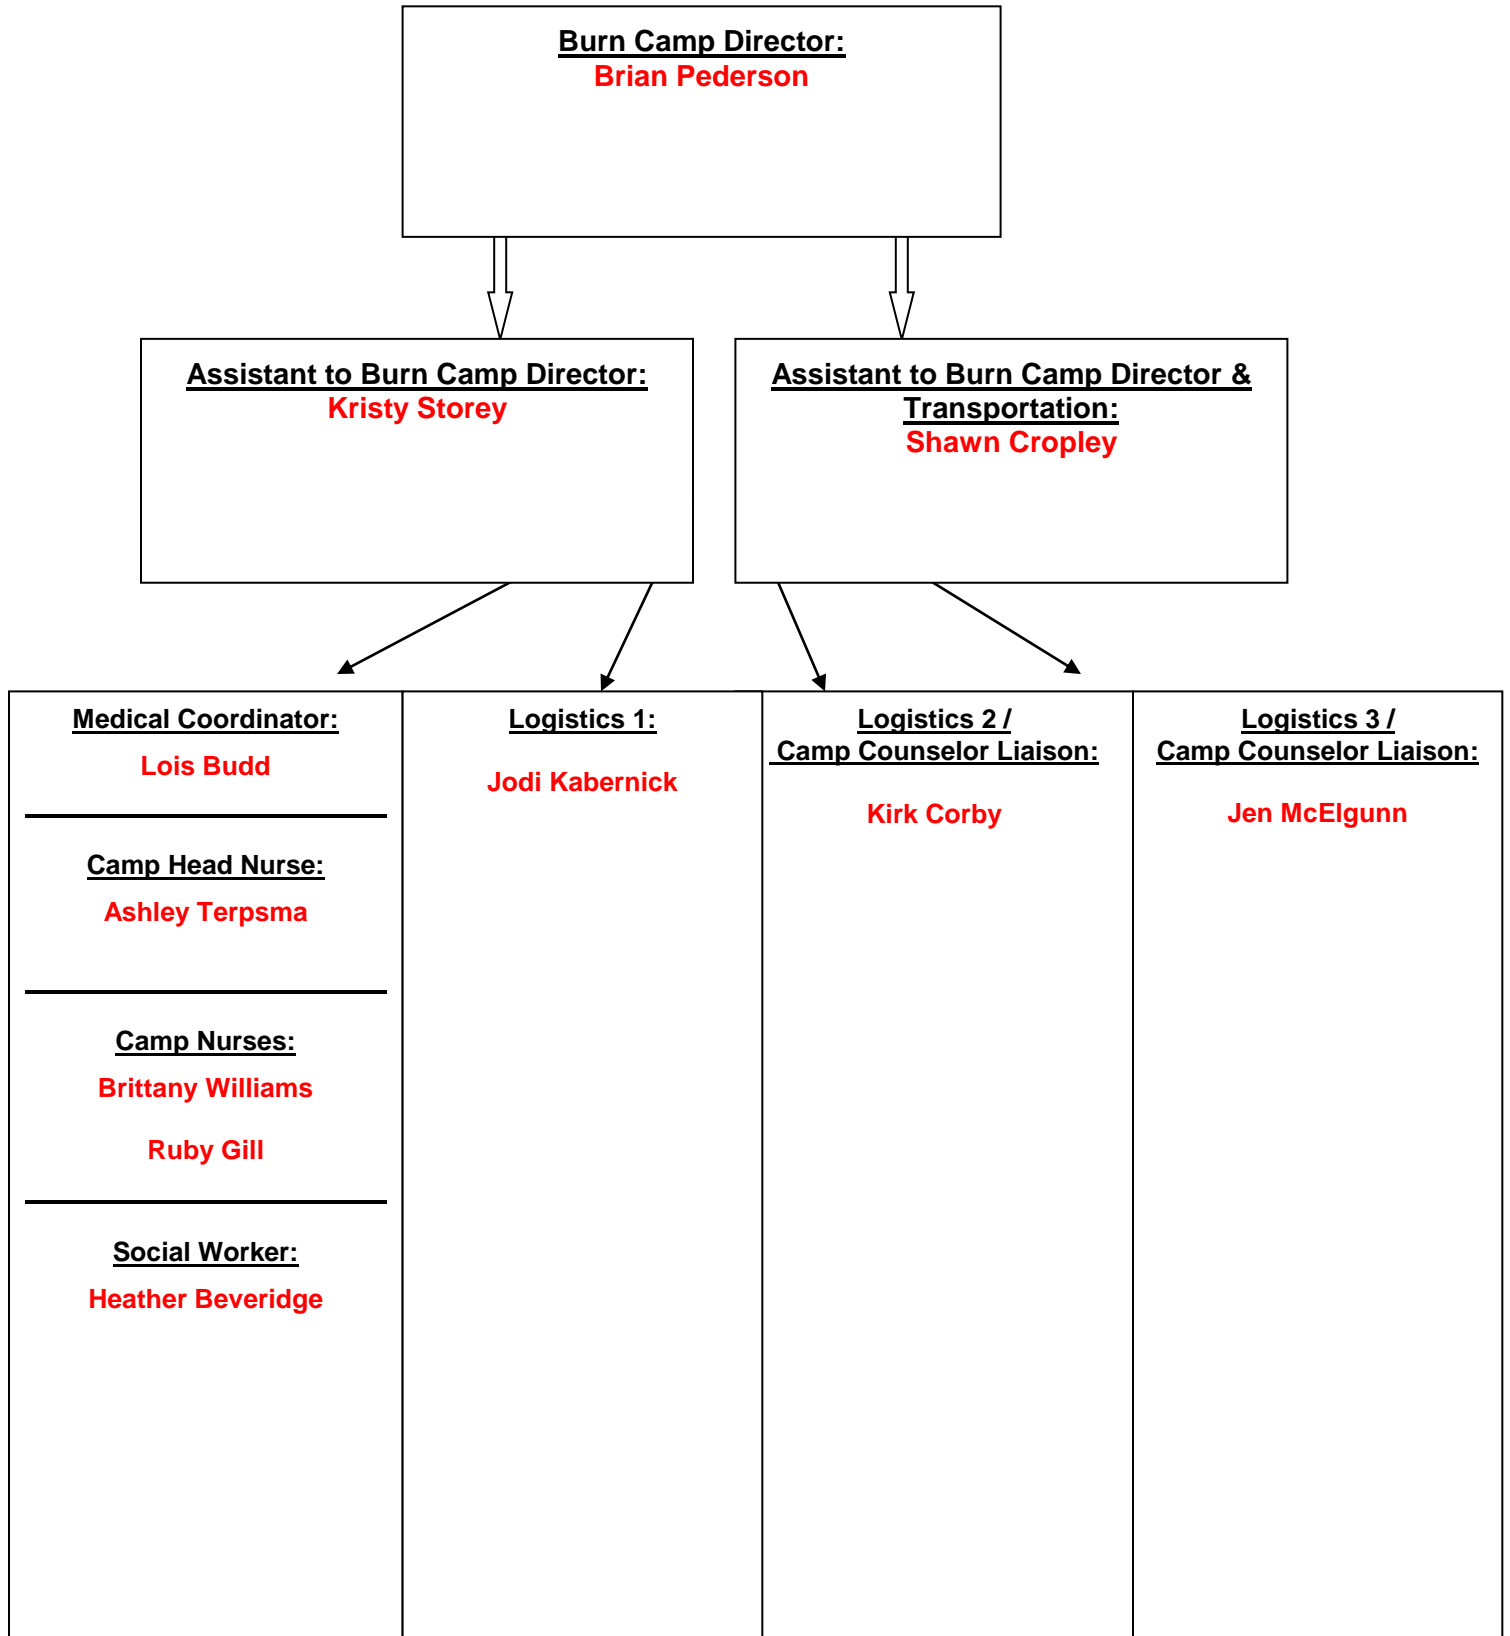 Burn Camp Director:
Brian Pederson
Assistant to Burn Camp Director:
Kristy Storey
Assistant to Burn Camp Director &
Transportation:
Shawn Cropley
Medical Coordinator:
Lois Budd
Camp Head Nurse:
Ashley Terpsma
Camp Nurses:
Brittany Williams
Ruby Gill
Social Worker:
Heather Beveridge
Logistics 1:
Jodi Kabernick
Logistics 2 /
Camp Counselor Liaison:
Kirk Corby
Logistics 3 /
Camp Counselor Liaison:
Jen McElgunn